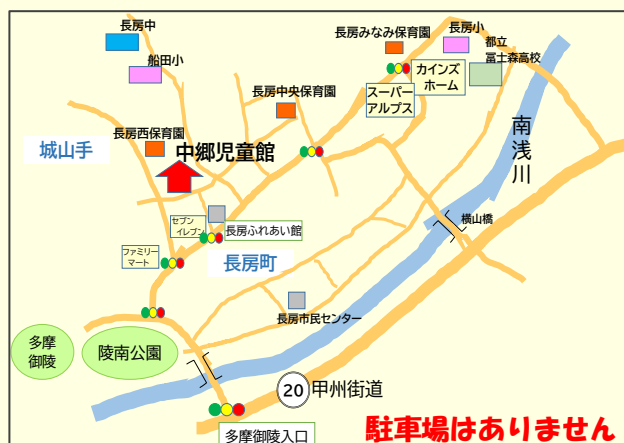 長房中
船田小
長房みなみ保育園
長房小
都立
冨士森高校
カインズ
ホーム
スーパー
アルプス
長房中央保育園
長房西保育園
城山手
中郷児童館
南浅川
セブン
イレブン
長房ふれあい館
横山橋
ファミリー
マート
長房町
長房市民センター
多摩
御陵
陵南公園
20 甲州街道
多摩御陵入口
駐車場はありません